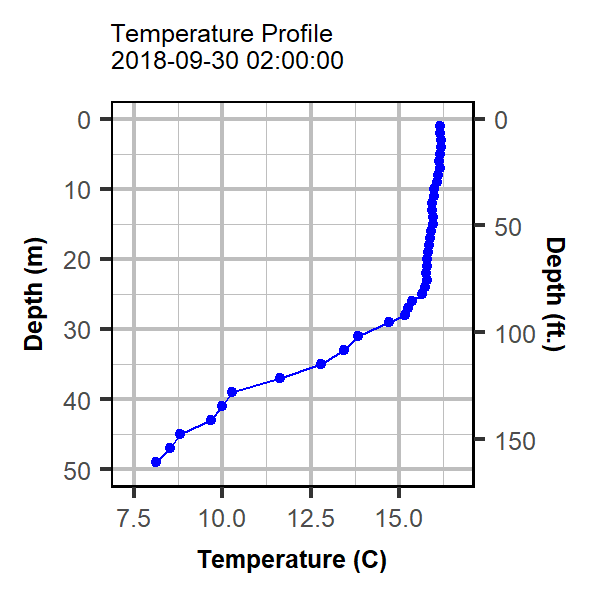 Temperature Profile
2018-09-30 02:00:00
0
10
20
30
40
50
Depth (m)
0
50
100
150
Depth (ft.)
7.5 10.0 12.5 15.0
Temperature (C)